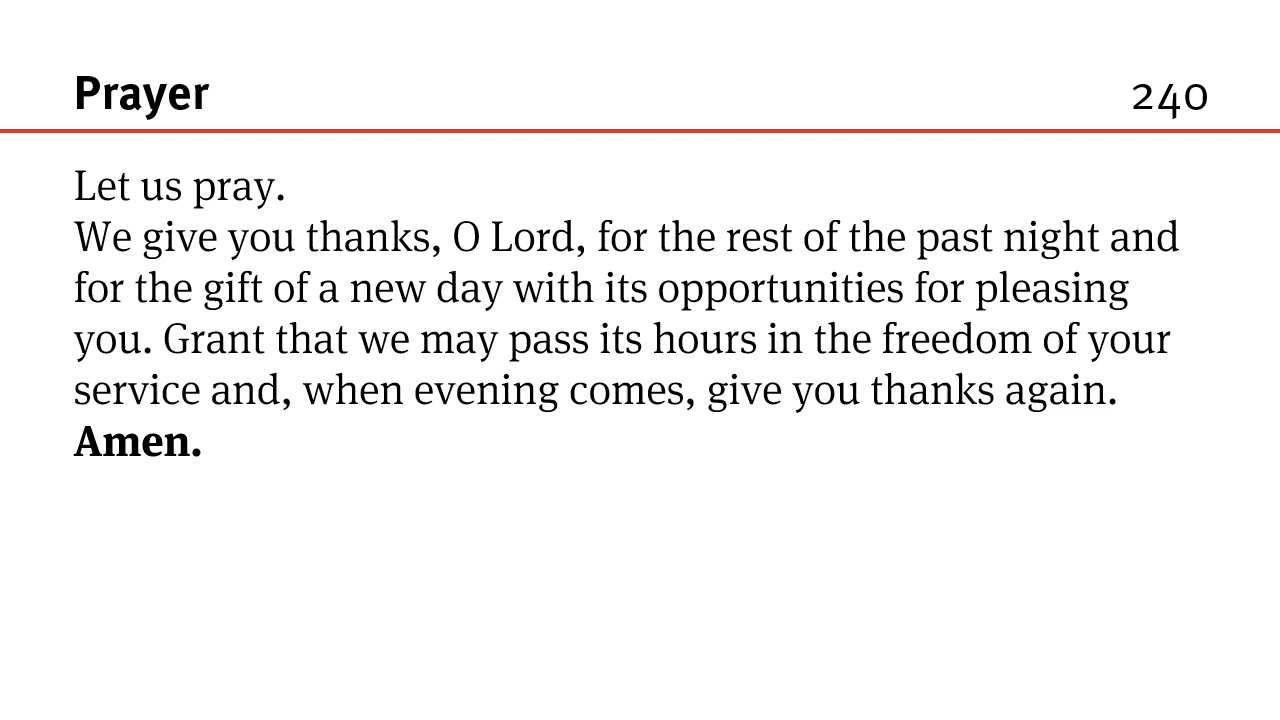 Prayer 240
Let us pray.
We give you thanks, O Lord, for the rest of the past night and
for the gift of a new day with its opportunities for pleasing
you. Grant that we may pass its hours in the freedom of your
service and, when evening comes, give you thanks again.
Amen.